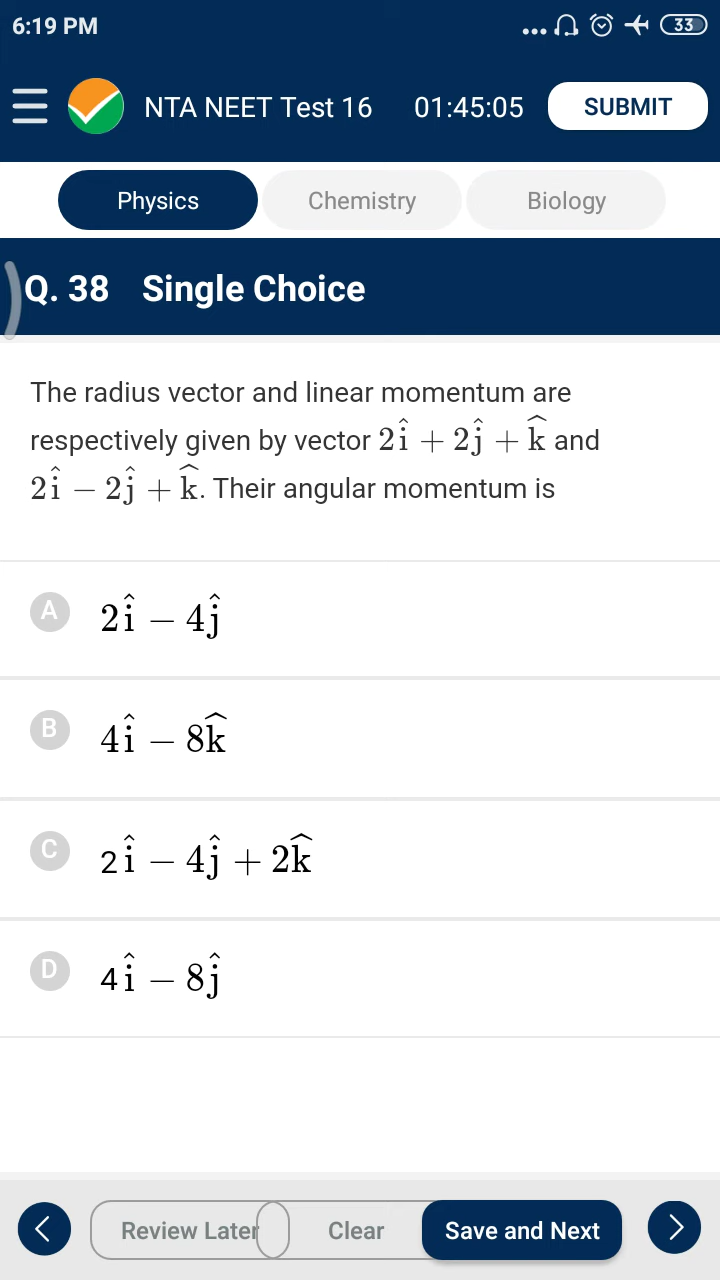 6:19 PM
... 33
NTA NEET Test 16 01:45:05 SUBMIT
Physics Chemistry Biology
Q. 38 Single Choice
The radius vector and linear momentum are
respectively given by vector 2î + 2ĵ + k̂ and
2î − 2ĵ + k̂. Their angular momentum is
A 2î − 4ĵ
B 4î − 8k̂
C 2î − 4ĵ + 2k̂
D 4î − 8ĵ
Review Later Clear Save and Next